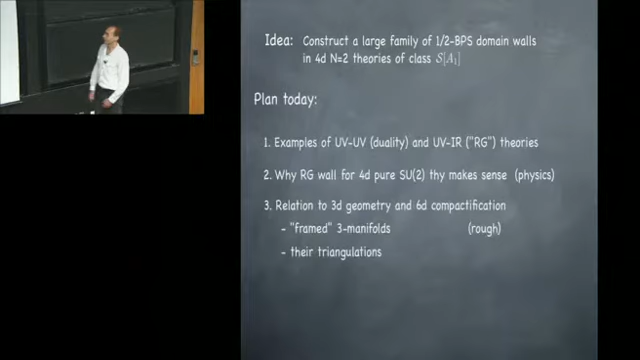 Idea: Construct a large family of 1/2-BPS domain walls
in 4d N=2 theories of class S[A₁]
Plan today:
1. Examples of UV-UV (duality) and UV-IR ("RG") theories
2. Why RG wall for 4d pure SU(2) thy makes sense (physics)
3. Relation to 3d geometry and 6d compactification
- "framed" 3-manifolds (rough)
- their triangulations